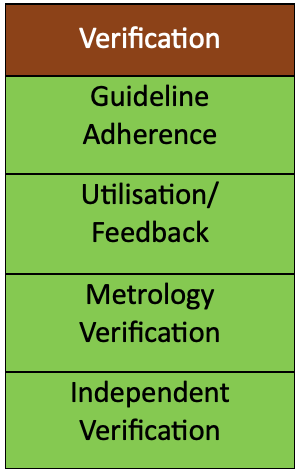 Verification
Guideline
Adherence
Utilisation/
Feedback
Metrology
Verification
Independent
Verification